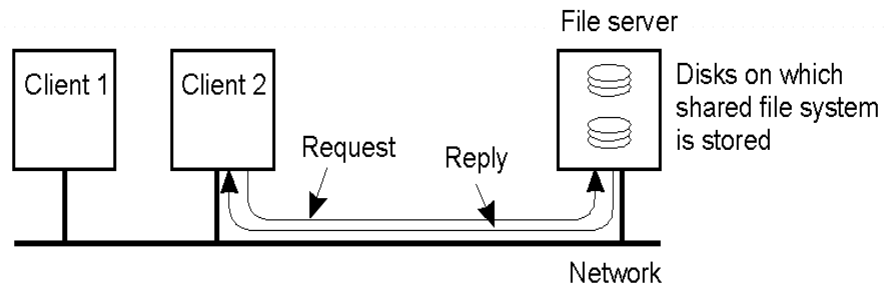 File server
Client 1
Client 2
Disks on which
shared file system
is stored
Request
Reply
Network